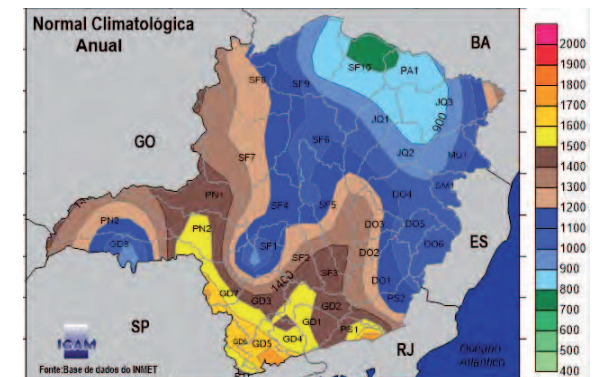 Normal Climatológica
Anual
BA
GO
ES
SP
RJ
Oceano
Atlântico
SF10
PA1
SF8
SF9
JQ3
900
JQ1
SF6
JQ2
MU1
SF7
SM1
PN1
DO4
SF4
SF5
PN2
PN2
DO3
DO5
GD8
SF1
DO6
SF2
DO2
SF3
1400
DO1
GD7
GD3
PS2
GD2
GD1
PS1
GD6
GD5
GD4
IGAM
Fonte:Base de dados do INMET
2000
1900
1800
1700
1600
1500
1400
1300
1200
1100
1000
900
800
700
600
500
400